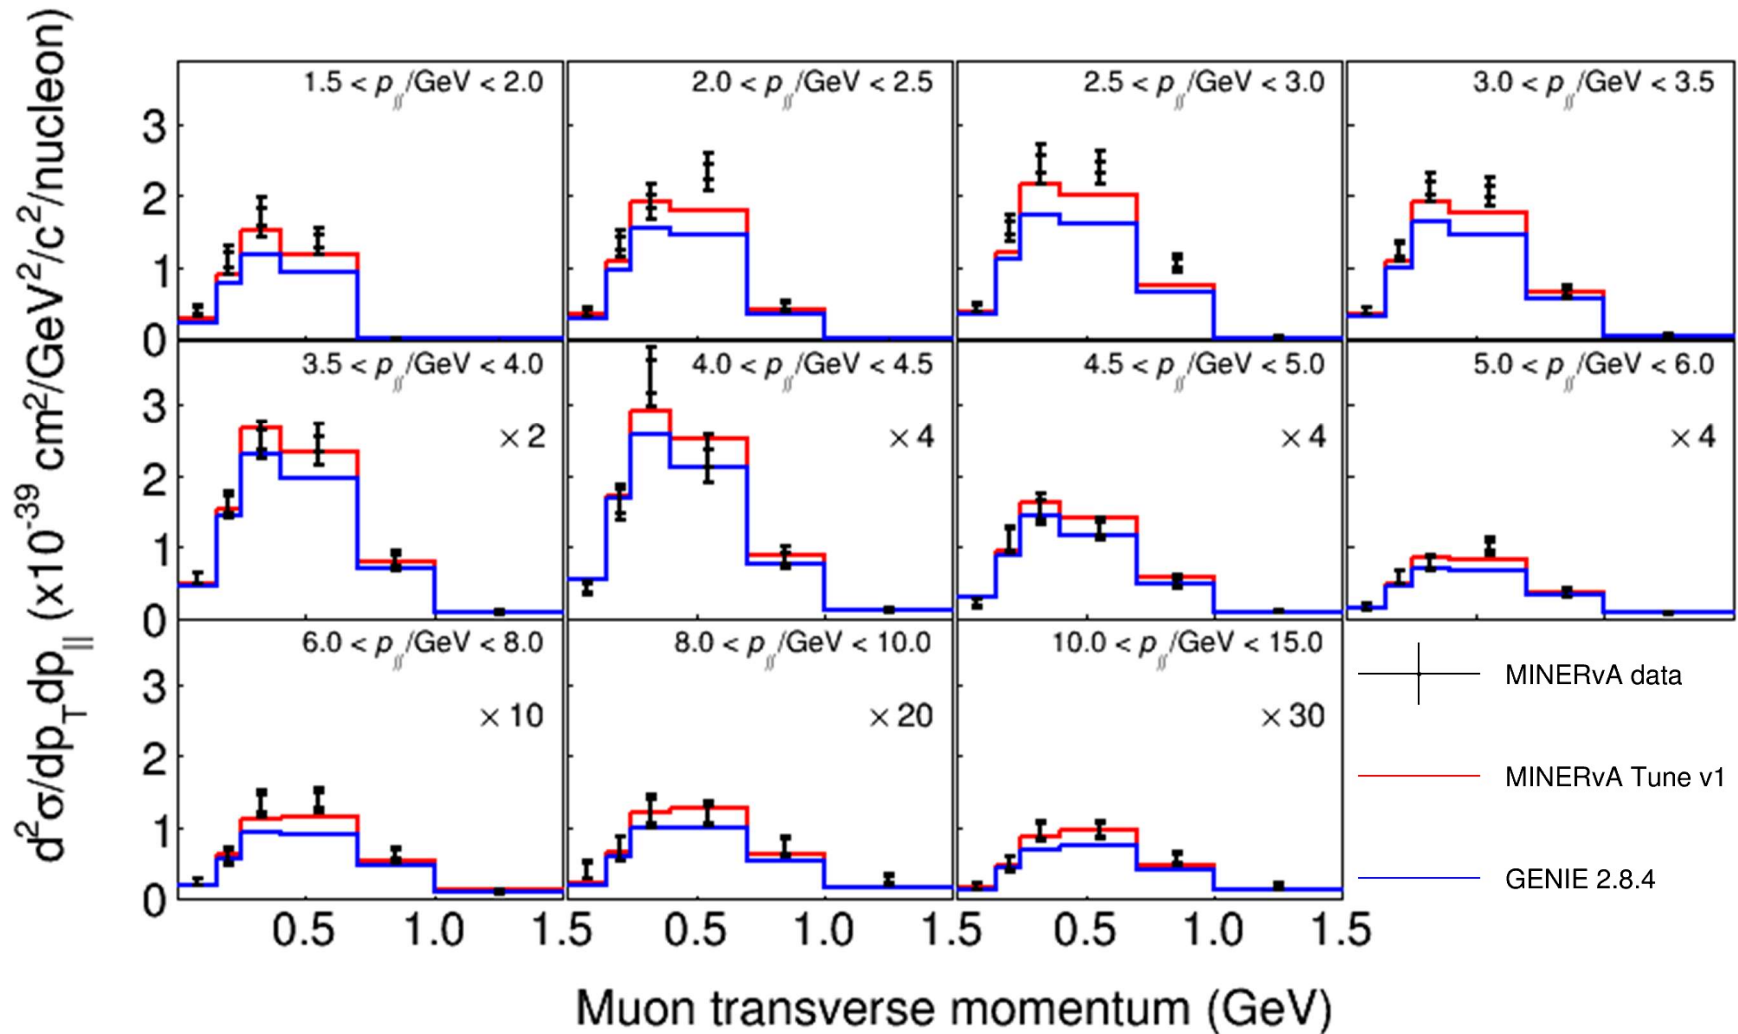 d²σ/dp_T dp_|| (x10⁻³⁹ cm²/GeV²/c²/nucleon)
1.5 < p_∥/GeV < 2.0
2.0 < p_∥/GeV < 2.5
2.5 < p_∥/GeV < 3.0
3.0 < p_∥/GeV < 3.5
3
2
1
0
3.5 < p_∥/GeV < 4.0
4.0 < p_∥/GeV < 4.5
4.5 < p_∥/GeV < 5.0
5.0 < p_∥/GeV < 6.0
× 2
× 4
× 4
× 4
3
2
1
0
6.0 < p_∥/GeV < 8.0
8.0 < p_∥/GeV < 10.0
10.0 < p_∥/GeV < 15.0
× 10
× 20
× 30
3
2
1
0
MINERvA data
MINERvA Tune v1
GENIE 2.8.4
0.5 1.0 1.5 0.5 1.0 1.5 0.5 1.0 1.5
Muon transverse momentum (GeV)